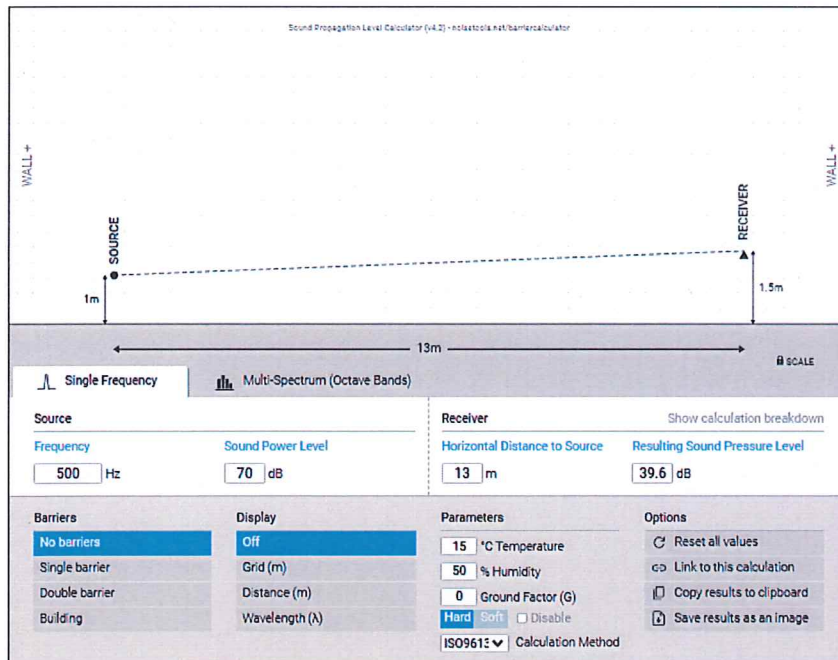 Sound Propagation Level Calculator (v4.2) - noisetools.net/barriercalculator
WALL +
WALL +
SOURCE
RECEIVER
1m
1.5m
13m
SCALE
Single Frequency
Multi-Spectrum (Octave Bands)
Source
Receiver
Show calculation breakdown
Frequency
Sound Power Level
Horizontal Distance to Source
Resulting Sound Pressure Level
500 Hz
70 dB
13 m
39.6 dB
Barriers
Display
Parameters
Options
No barriers
Off
15 °C Temperature
Reset all values
Single barrier
Grid (m)
50 % Humidity
Link to this calculation
Double barrier
Distance (m)
0 Ground Factor (G)
Copy results to clipboard
Building
Wavelength (λ)
Hard Soft Disable
Save results as an image
ISO9613 Calculation Method